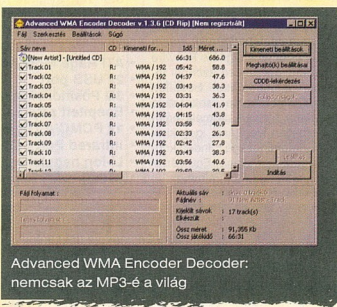 Advanced WMA Encoder Decoder v 1.3.6 (CD Rip) [Nem regisztrált]
Fájl Szerkesztés Beállítások Súgó
Sáv neve CD Kimeneti for... Idő Méret
[New Artist] - [Untitled CD] 66:31 686.0
Track 01 R: WMA / 192 05:42 58.8
Track 02 R: WMA / 192 04:37 47.6
Track 03 R: WMA / 192 03:43 38.3
Track 04 R: WMA / 192 03:31 36.3
Track 05 R: WMA / 192 04:04 41.9
Track 06 R: WMA / 192 04:15 43.8
Track 07 R: WMA / 192 03:58 40.9
Track 08 R: WMA / 192 02:33 26.3
Track 09 R: WMA / 192 02:42 27.8
Track 10 R: WMA / 192 03:43 38.3
Track 11 R: WMA / 192 03:56 40.6
Kimeneti beállítások
Meghajtó(k) beállításai
CDDB-lekérdezés
Indítás
Fájl folyamat :
Aktuális sáv :
Fájlnév :
Kijelölt sávok : 17 track(s)
Elkészült :
Össz méret : 91,355 Kb
Össz játékidő : 66:31
Advanced WMA Encoder Decoder:
nemcsak az MP3-é a világ